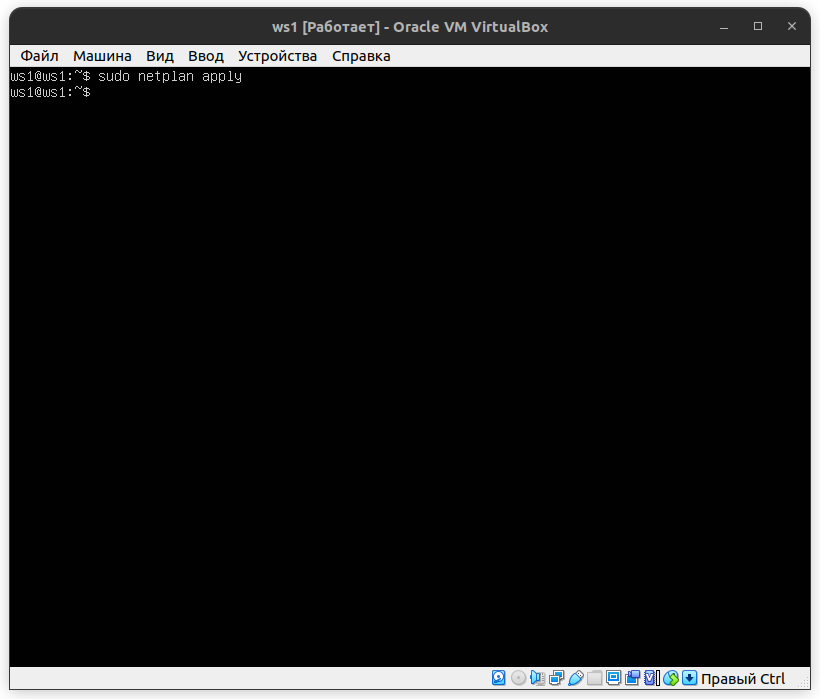 ws1 [Работает] - Oracle VM VirtualBox
Файл Машина Вид Ввод Устройства Справка
ws1@ws1:~$ sudo netplan apply
ws1@ws1:~$
Правый Ctrl